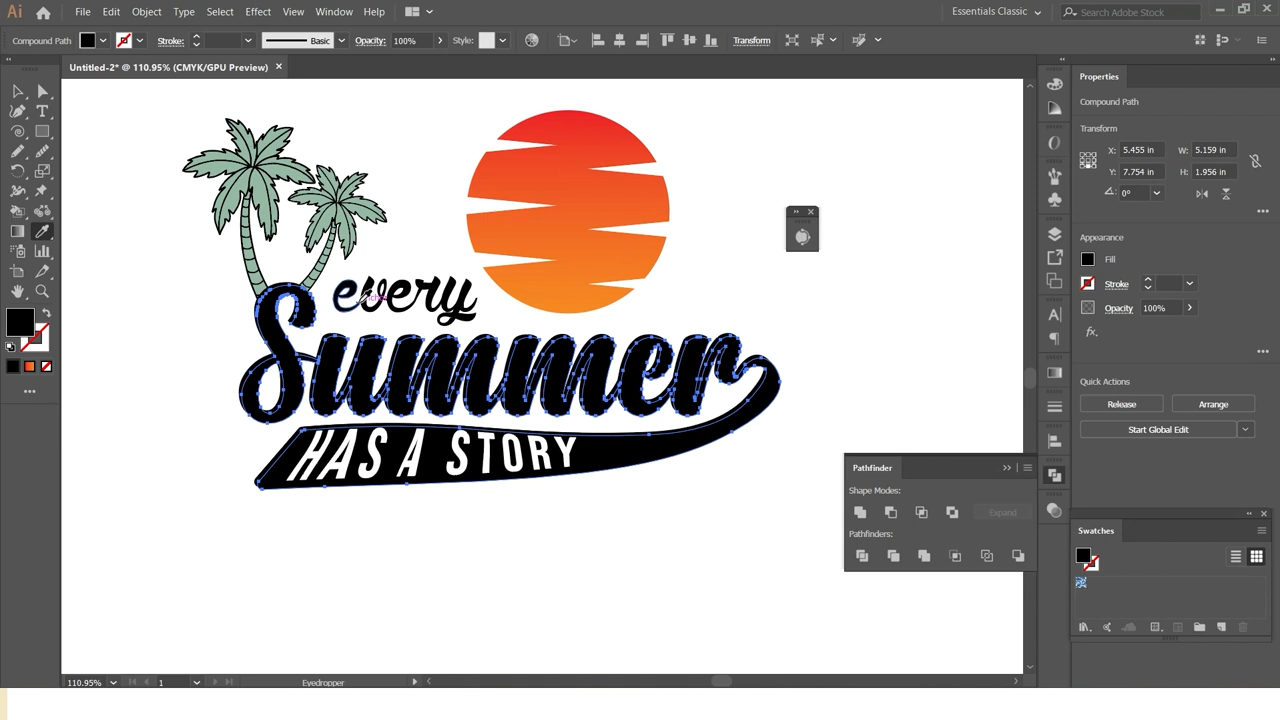 Ai File Edit Object Type Select Effect View Window Help Essentials Classic Search Adobe Stock
Compound Path Stroke: Basic Opacity: 100% Style: Transform
Untitled-2* @ 110.95% (CMYK/GPU Preview)
Properties
Compound Path
Transform
X: 5.455 in W: 5.159 in
Y: 7.754 in H: 1.956 in
0°
Appearance
Fill
Stroke
Opacity 100%
fx.
Quick Actions
Release Arrange
Start Global Edit
every
Summer
HAS A STORY
Pathfinder
Shape Modes:
Expand
Pathfinders:
Swatches
110.95% 1 Eyedropper